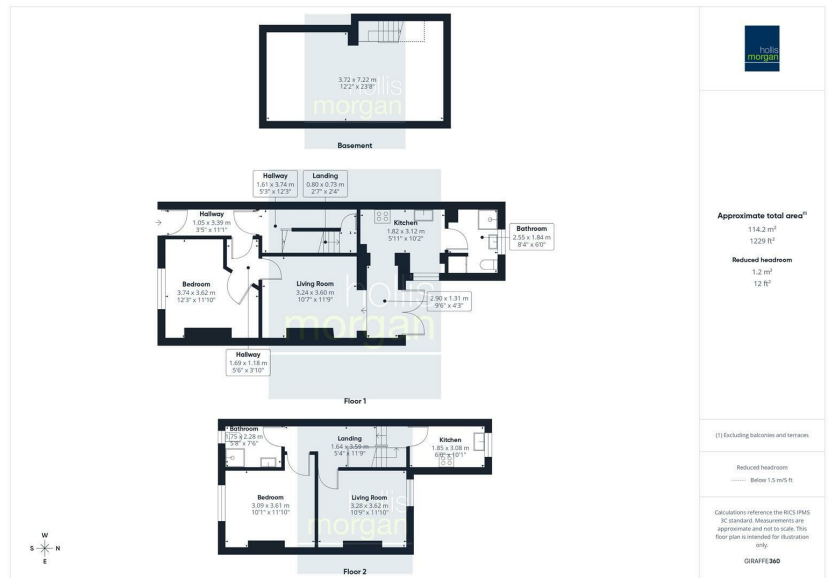 3.72 x 7.22 m
12'2" x 23'8"
hollis
morgan
Basement
Hallway
1.61 x 3.74 m
5'3" x 12'3"
Landing
0.80 x 0.73 m
2'7" x 2'4"
Hallway
1.05 x 3.39 m
3'5" x 11'1"
Kitchen
1.82 x 3.12 m
5'11" x 10'2"
Bathroom
2.55 x 1.84 m
8'4" x 6'0"
Bedroom
3.74 x 3.62 m
12'3" x 11'10"
Living Room
3.24 x 3.60 m
10'7" x 11'9"
2.90 x 1.31 m
9'6" x 4'3"
hollis
morgan
Hallway
1.69 x 1.18 m
5'6" x 3'10"
Floor 1
Bathroom
1.75 x 2.28 m
5'8" x 7'6"
Landing
1.64 x 3.59 m
5'4" x 11'9"
Kitchen
1.85 x 3.08 m
6'0" x 10'1"
Bedroom
3.09 x 3.61 m
10'1" x 11'10"
Living Room
3.28 x 3.62 m
10'9" x 11'10"
hollis
morgan
Floor 2
W
S N
E
hollis
morgan
Approximate total area(1)
114.2 m²
1229 ft²
Reduced headroom
1.2 m²
12 ft²
(1) Excluding balconies and terraces
Reduced headroom
Below 1.5 m/5 ft
Calculations reference the RICS IPMS
3C standard. Measurements are
approximate and not to scale. This
floor plan is intended for illustration
only.
GIRAFFE360